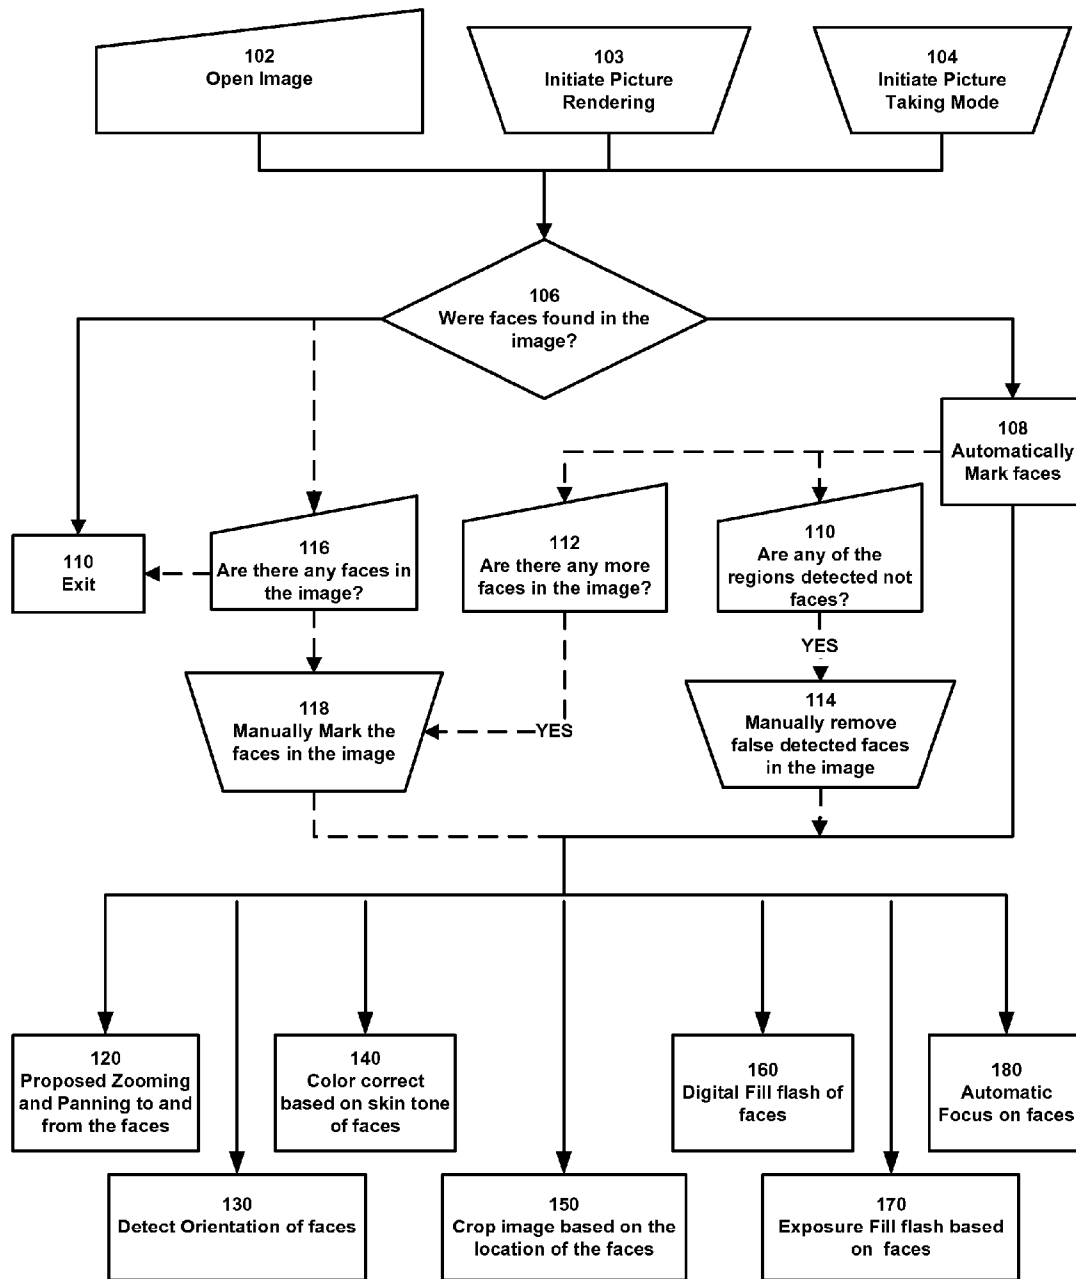 102
Open Image
103
Initiate Picture
Rendering
104
Initiate Picture
Taking Mode
106
Were faces found in the
image?
108
Automatically
Mark faces
110
Exit
116
Are there any faces in
the image?
112
Are there any more
faces in the image?
110
Are any of the
regions detected not
faces?
YES
118
Manually Mark the
faces in the image
YES
114
Manually remove
false detected faces
in the image
120
Proposed Zooming
and Panning to and
from the faces
140
Color correct
based on skin tone
of faces
160
Digital Fill flash of
faces
180
Automatic
Focus on faces
130
Detect Orientation of faces
150
Crop image based on the
location of the faces
170
Exposure Fill flash based
on faces